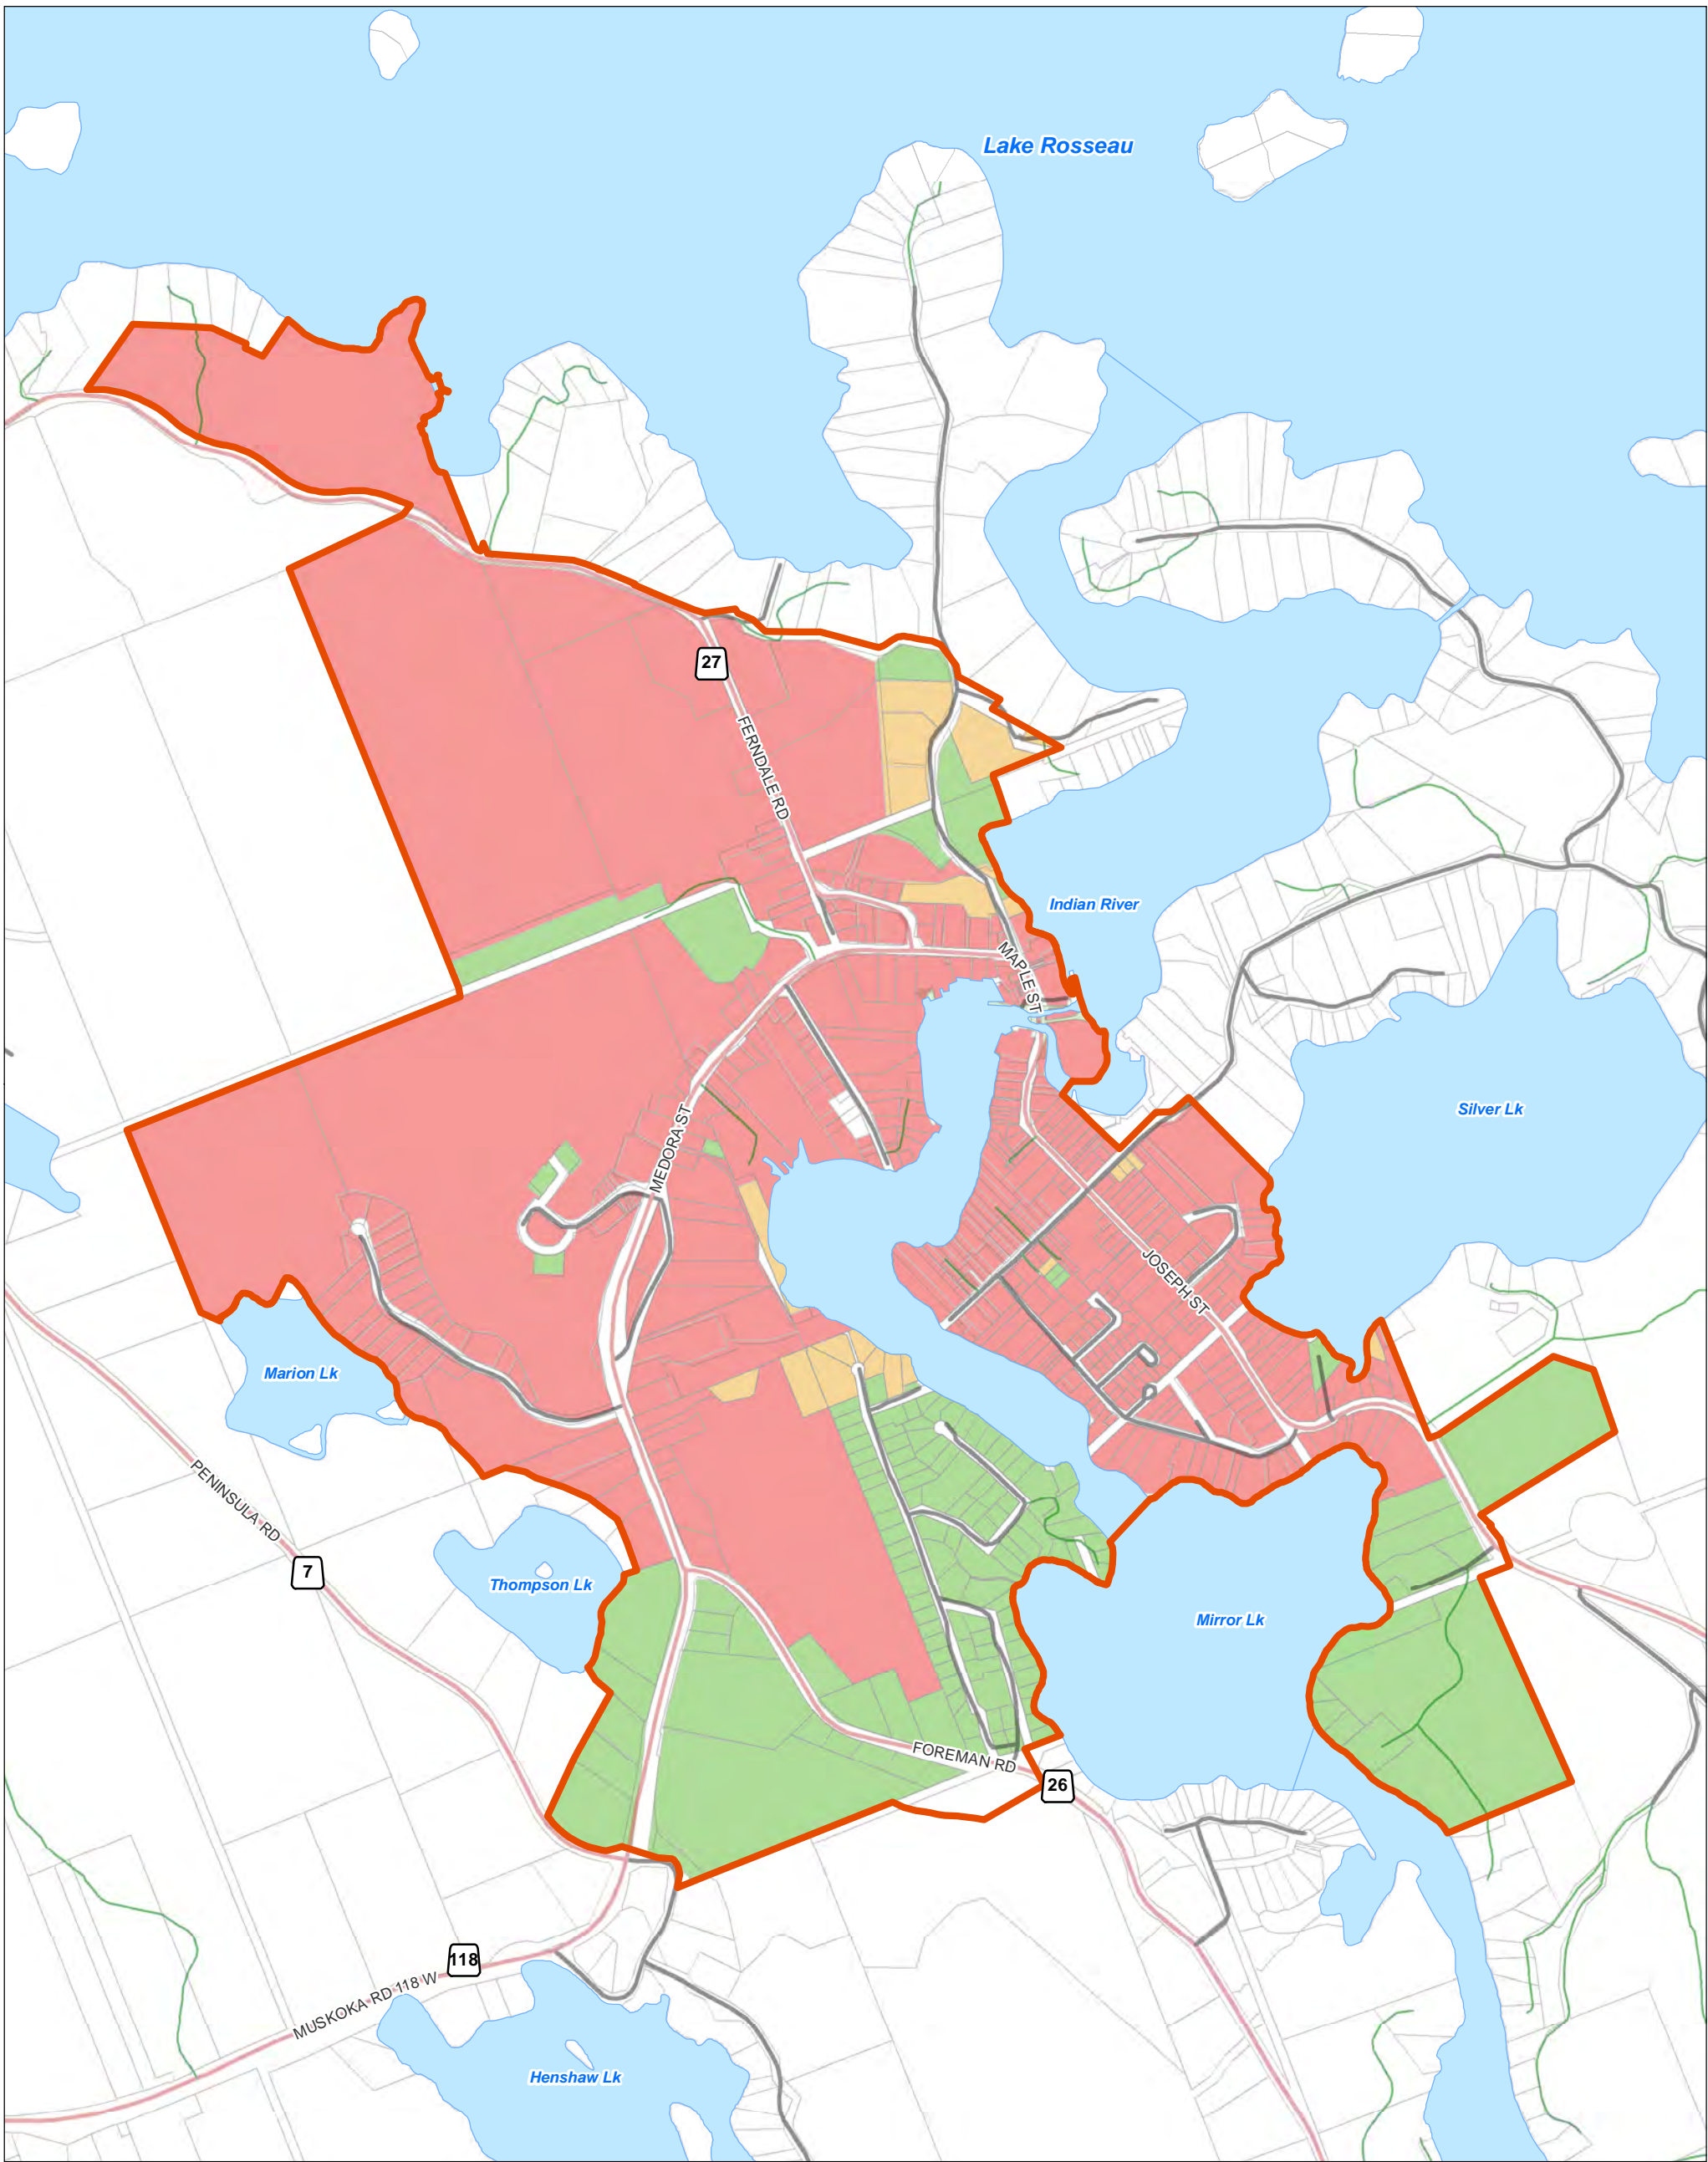 Lake Rosseau
27
FERNDALE RD
Indian River
MAPLE ST
Silver Lk
MEDORA ST
JOSEPH ST
Marion Lk
PENINSULA RD
7
Thompson Lk
Mirror Lk
FOREMAN RD
26
118
MUSKOKA RD 118 W
Henshaw Lk